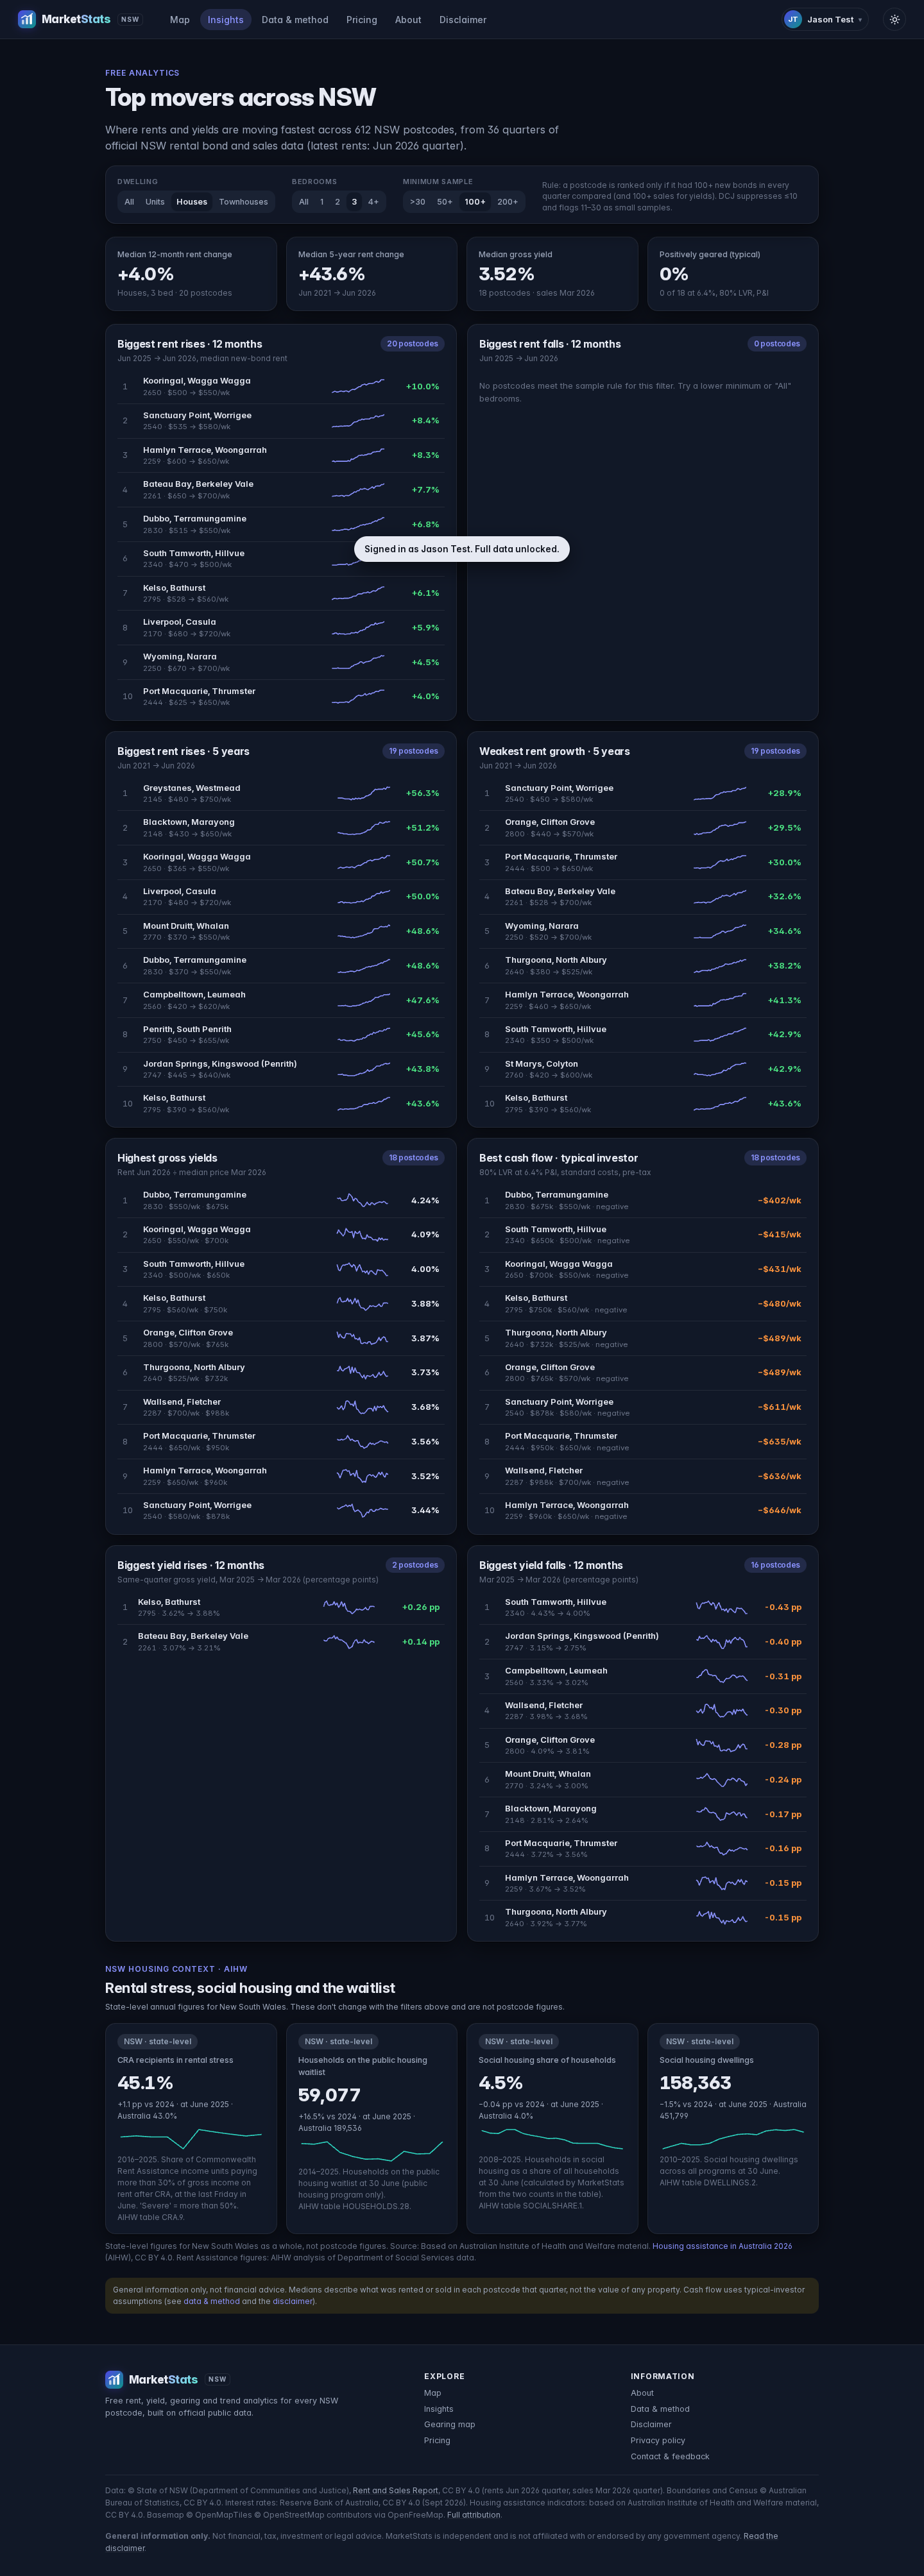 MarketStats NSW Map Insights Data & method Pricing About Disclaimer JT Jason Test ▾
FREE ANALYTICS
Top movers across NSW
Where rents and yields are moving fastest across 612 NSW postcodes, from 36 quarters of
official NSW rental bond and sales data (latest rents: Jun 2026 quarter).
DWELLING
All Units Houses Townhouses
BEDROOMS
All 1 2 3 4+
MINIMUM SAMPLE
>30 50+ 100+ 200+
Rule: a postcode is ranked only if it had 100+ new bonds in every
quarter compared (and 100+ sales for yields). DCJ suppresses ≤10
and flags 11–30 as small samples.
Median 12-month rent change
+4.0%
Houses, 3 bed · 20 postcodes
Median 5-year rent change
+43.6%
Jun 2021 → Jun 2026
Median gross yield
3.52%
18 postcodes · sales Mar 2026
Positively geared (typical)
0%
0 of 18 at 6.4%, 80% LVR, P&I
Biggest rent rises · 12 months 20 postcodes
Jun 2025 → Jun 2026, median new-bond rent
1 Kooringal, Wagga Wagga +10.0%
2650 · $500 → $550/wk
2 Sanctuary Point, Worrigee +8.4%
2540 · $535 → $580/wk
3 Hamlyn Terrace, Woongarrah +8.3%
2259 · $600 → $650/wk
4 Bateau Bay, Berkeley Vale +7.7%
2261 · $650 → $700/wk
5 Dubbo, Terramungamine +6.8%
2830 · $515 → $550/wk
6 South Tamworth, Hillvue
2340 · $470 → $500/wk
7 Kelso, Bathurst +6.1%
2795 · $528 → $560/wk
8 Liverpool, Casula +5.9%
2170 · $680 → $720/wk
9 Wyoming, Narara +4.5%
2250 · $670 → $700/wk
10 Port Macquarie, Thrumster +4.0%
2444 · $625 → $650/wk
Biggest rent falls · 12 months 0 postcodes
Jun 2025 → Jun 2026
No postcodes meet the sample rule for this filter. Try a lower minimum or "All"
bedrooms.
Signed in as Jason Test. Full data unlocked.
Biggest rent rises · 5 years 19 postcodes
Jun 2021 → Jun 2026
1 Greystanes, Westmead +56.3%
2145 · $480 → $750/wk
2 Blacktown, Marayong +51.2%
2148 · $430 → $650/wk
3 Kooringal, Wagga Wagga +50.7%
2650 · $365 → $550/wk
4 Liverpool, Casula +50.0%
2170 · $480 → $720/wk
5 Mount Druitt, Whalan +48.6%
2770 · $370 → $550/wk
6 Dubbo, Terramungamine +48.6%
2830 · $370 → $550/wk
7 Campbelltown, Leumeah +47.6%
2560 · $420 → $620/wk
8 Penrith, South Penrith +45.6%
2750 · $450 → $655/wk
9 Jordan Springs, Kingswood (Penrith) +43.8%
2747 · $445 → $640/wk
10 Kelso, Bathurst +43.6%
2795 · $390 → $560/wk
Weakest rent growth · 5 years 19 postcodes
Jun 2021 → Jun 2026
1 Sanctuary Point, Worrigee +28.9%
2540 · $450 → $580/wk
2 Orange, Clifton Grove +29.5%
2800 · $440 → $570/wk
3 Port Macquarie, Thrumster +30.0%
2444 · $500 → $650/wk
4 Bateau Bay, Berkeley Vale +32.6%
2261 · $528 → $700/wk
5 Wyoming, Narara +34.6%
2250 · $520 → $700/wk
6 Thurgoona, North Albury +38.2%
2640 · $380 → $525/wk
7 Hamlyn Terrace, Woongarrah +41.3%
2259 · $460 → $650/wk
8 South Tamworth, Hillvue +42.9%
2340 · $350 → $500/wk
9 St Marys, Colyton +42.9%
2760 · $420 → $600/wk
10 Kelso, Bathurst +43.6%
2795 · $390 → $560/wk
Highest gross yields 18 postcodes
Rent Jun 2026 ÷ median price Mar 2026
1 Dubbo, Terramungamine 4.24%
2830 · $550/wk · $675k
2 Kooringal, Wagga Wagga 4.09%
2650 · $550/wk · $700k
3 South Tamworth, Hillvue 4.00%
2340 · $500/wk · $650k
4 Kelso, Bathurst 3.88%
2795 · $560/wk · $750k
5 Orange, Clifton Grove 3.87%
2800 · $570/wk · $765k
6 Thurgoona, North Albury 3.73%
2640 · $525/wk · $732k
7 Wallsend, Fletcher 3.68%
2287 · $700/wk · $988k
8 Port Macquarie, Thrumster 3.56%
2444 · $650/wk · $950k
9 Hamlyn Terrace, Woongarrah 3.52%
2259 · $650/wk · $960k
10 Sanctuary Point, Worrigee 3.44%
2540 · $580/wk · $878k
Best cash flow · typical investor 18 postcodes
80% LVR at 6.4% P&I, standard costs, pre-tax
1 Dubbo, Terramungamine −$402/wk
2830 · $675k · $550/wk · negative
2 South Tamworth, Hillvue −$415/wk
2340 · $650k · $500/wk · negative
3 Kooringal, Wagga Wagga −$431/wk
2650 · $700k · $550/wk · negative
4 Kelso, Bathurst −$480/wk
2795 · $750k · $560/wk · negative
5 Thurgoona, North Albury −$489/wk
2640 · $732k · $525/wk · negative
6 Orange, Clifton Grove −$489/wk
2800 · $765k · $570/wk · negative
7 Sanctuary Point, Worrigee −$611/wk
2540 · $878k · $580/wk · negative
8 Port Macquarie, Thrumster −$635/wk
2444 · $950k · $650/wk · negative
9 Wallsend, Fletcher −$636/wk
2287 · $988k · $700/wk · negative
10 Hamlyn Terrace, Woongarrah −$646/wk
2259 · $960k · $650/wk · negative
Biggest yield rises · 12 months 2 postcodes
Same-quarter gross yield, Mar 2025 → Mar 2026 (percentage points)
1 Kelso, Bathurst +0.26 pp
2795 · 3.62% → 3.88%
2 Bateau Bay, Berkeley Vale +0.14 pp
2261 · 3.07% → 3.21%
Biggest yield falls · 12 months 16 postcodes
Mar 2025 → Mar 2026 (percentage points)
1 South Tamworth, Hillvue -0.43 pp
2340 · 4.43% → 4.00%
2 Jordan Springs, Kingswood (Penrith) -0.40 pp
2747 · 3.15% → 2.75%
3 Campbelltown, Leumeah -0.31 pp
2560 · 3.33% → 3.02%
4 Wallsend, Fletcher -0.30 pp
2287 · 3.98% → 3.68%
5 Orange, Clifton Grove -0.28 pp
2800 · 4.09% → 3.81%
6 Mount Druitt, Whalan -0.24 pp
2770 · 3.24% → 3.00%
7 Blacktown, Marayong -0.17 pp
2148 · 2.81% → 2.64%
8 Port Macquarie, Thrumster -0.16 pp
2444 · 3.72% → 3.56%
9 Hamlyn Terrace, Woongarrah -0.15 pp
2259 · 3.67% → 3.52%
10 Thurgoona, North Albury -0.15 pp
2640 · 3.92% → 3.77%
NSW HOUSING CONTEXT · AIHW
Rental stress, social housing and the waitlist
State-level annual figures for New South Wales. These don't change with the filters above and are not postcode figures.
NSW · state-level
CRA recipients in rental stress
45.1%
+1.1 pp vs 2024 · at June 2025 ·
Australia 43.0%
2016–2025. Share of Commonwealth
Rent Assistance income units paying
more than 30% of gross income on
rent after CRA, at the last Friday in
June. 'Severe' = more than 50%.
AIHW table CRA.9.
NSW · state-level
Households on the public housing
waitlist
59,077
+16.5% vs 2024 · at June 2025 ·
Australia 189,536
2014–2025. Households on the public
housing waitlist at 30 June (public
housing program only).
AIHW table HOUSEHOLDS.28.
NSW · state-level
Social housing share of households
4.5%
−0.04 pp vs 2024 · at June 2025 ·
Australia 4.0%
2008–2025. Households in social
housing as a share of all households
at 30 June (calculated by MarketStats
from the two counts in the table).
AIHW table SOCIALSHARE.1.
NSW · state-level
Social housing dwellings
158,363
−1.5% vs 2024 · at June 2025 · Australia
451,799
2010–2025. Social housing dwellings
across all programs at 30 June.
AIHW table DWELLINGS.2.
State-level figures for New South Wales as a whole, not postcode figures. Source: Based on Australian Institute of Health and Welfare material. Housing assistance in Australia 2026
(AIHW), CC BY 4.0. Rent Assistance figures: AIHW analysis of Department of Social Services data.
General information only, not financial advice. Medians describe what was rented or sold in each postcode that quarter, not the value of any property. Cash flow uses typical-investor
assumptions (see data & method and the disclaimer).
MarketStats NSW
Free rent, yield, gearing and trend analytics for every NSW
postcode, built on official public data.
EXPLORE
Map
Insights
Gearing map
Pricing
INFORMATION
About
Data & method
Disclaimer
Privacy policy
Contact & feedback
Data: © State of NSW (Department of Communities and Justice), Rent and Sales Report, CC BY 4.0 (rents Jun 2026 quarter, sales Mar 2026 quarter). Boundaries and Census © Australian
Bureau of Statistics, CC BY 4.0. Interest rates: Reserve Bank of Australia, CC BY 4.0 (Sept 2026). Housing assistance indicators: based on Australian Institute of Health and Welfare material,
CC BY 4.0. Basemap © OpenMapTiles © OpenStreetMap contributors via OpenFreeMap. Full attribution.
General information only. Not financial, tax, investment or legal advice. MarketStats is independent and is not affiliated with or endorsed by any government agency. Read the
disclaimer.